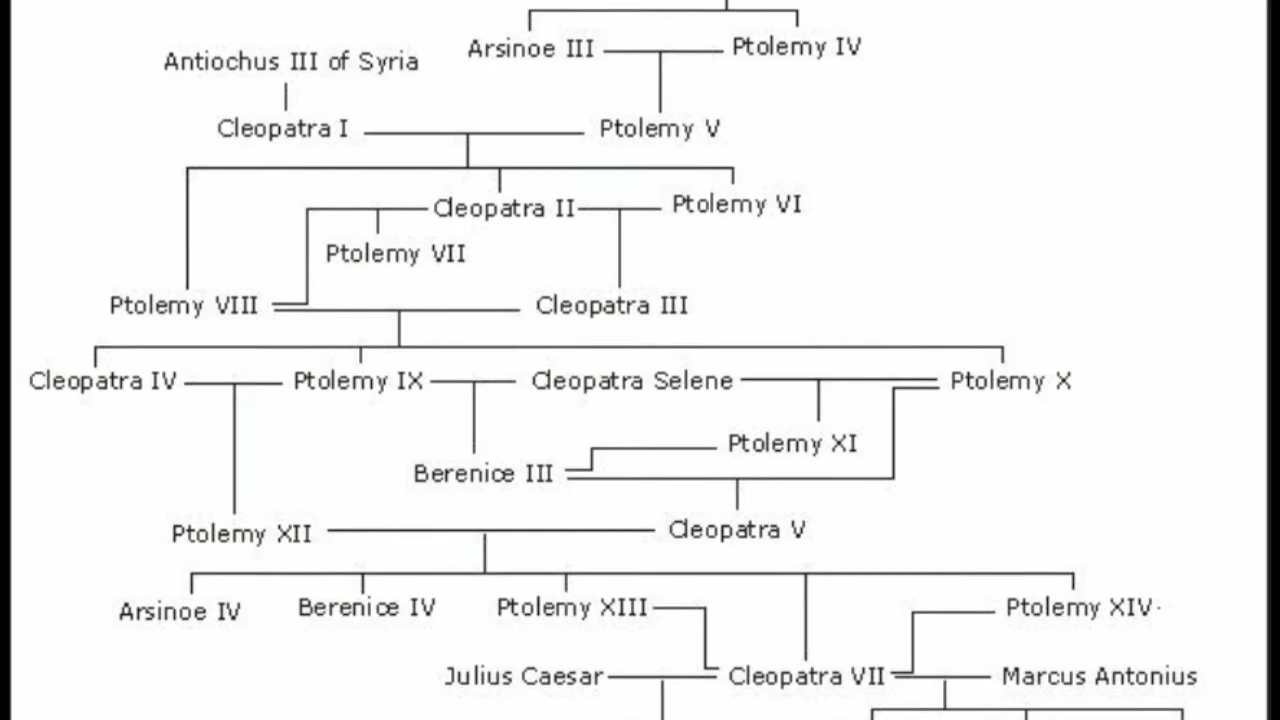 Arsinoe III
Ptolemy IV
Antiochus III of Syria
Cleopatra I
Ptolemy V
Cleopatra II
Ptolemy VI
Ptolemy VII
Ptolemy VIII
Cleopatra III
Cleopatra IV
Ptolemy IX
Cleopatra Selene
Ptolemy X
Ptolemy XI
Berenice III
Ptolemy XII
Cleopatra V
Arsinoe IV
Berenice IV
Ptolemy XIII
Ptolemy XIV
Julius Caesar
Cleopatra VII
Marcus Antonius